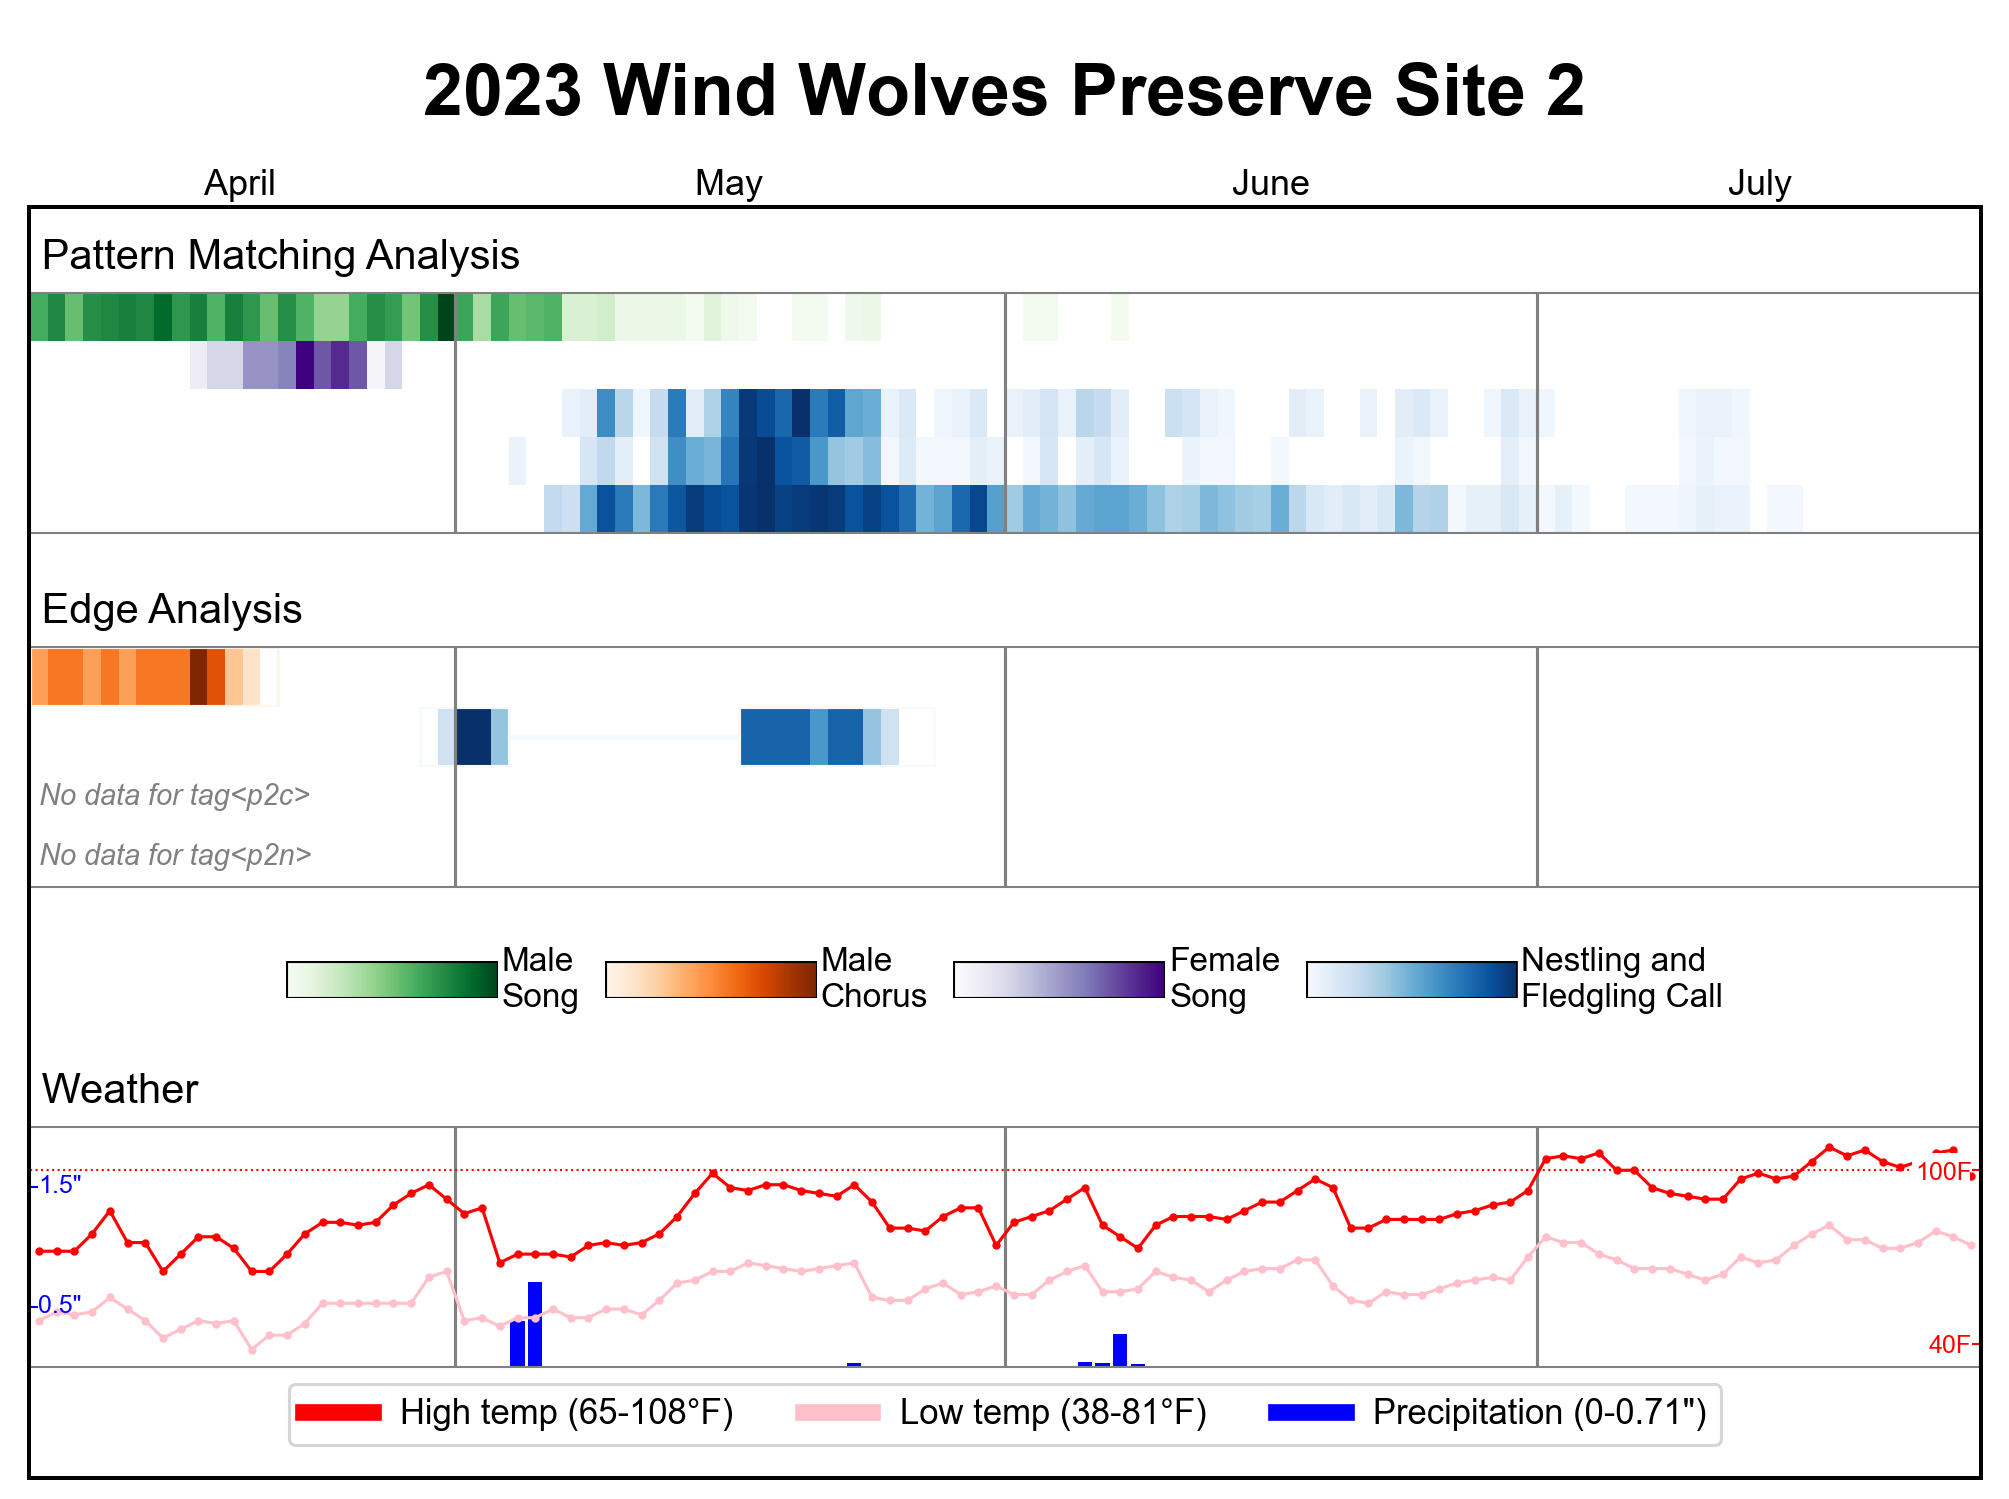 2023 Wind Wolves Preserve Site 2
April May June July
Pattern Matching Analysis
Edge Analysis
No data for tag<p2c>
No data for tag<p2n>
Male Song
Male Chorus
Female Song
Nestling and Fledgling Call
Weather
1.5"
100F
0.5"
40F
High temp (65-108°F) Low temp (38-81°F) Precipitation (0-0.71")